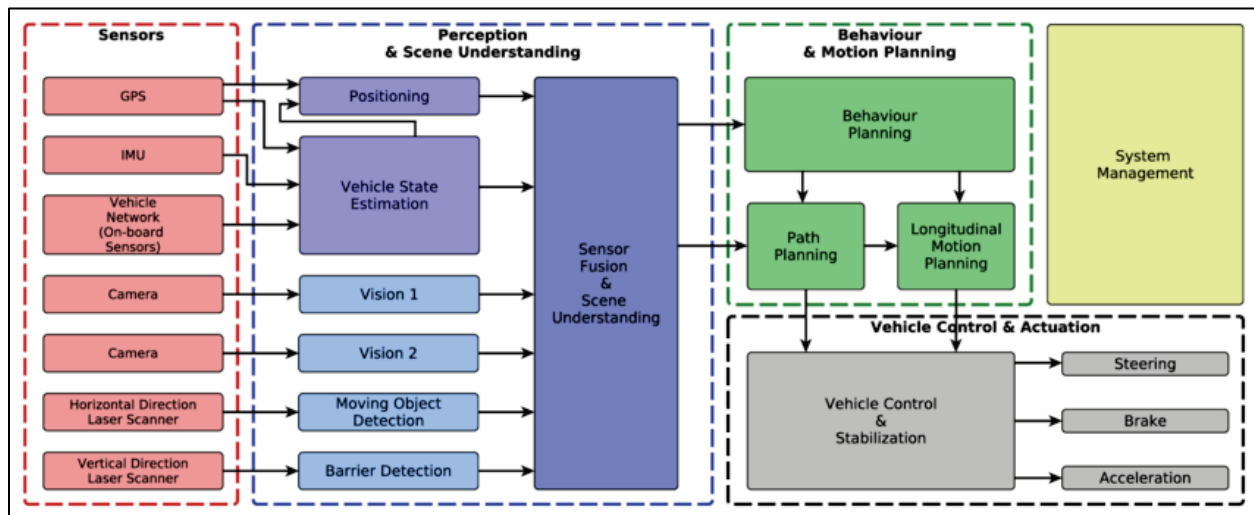 Sensors
GPS
IMU
Vehicle
Network
(On-board
Sensors)
Camera
Camera
Horizontal Direction
Laser Scanner
Vertical Direction
Laser Scanner
Perception
& Scene Understanding
Positioning
Vehicle State
Estimation
Vision 1
Vision 2
Moving Object
Detection
Barrier Detection
Sensor
Fusion
&
Scene
Understanding
Behaviour
& Motion Planning
Behaviour
Planning
Path
Planning
Longitudinal
Motion
Planning
System
Management
Vehicle Control & Actuation
Vehicle Control
&
Stabilization
Steering
Brake
Acceleration